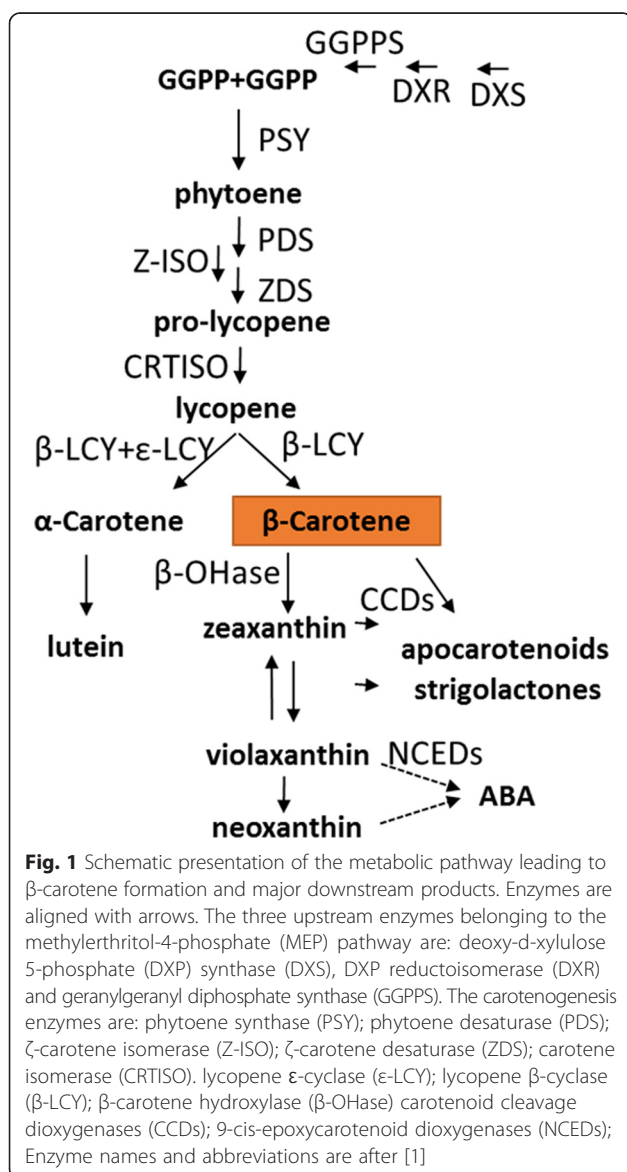 GGPPS
GGPP+GGPP
DXR
DXS
PSY
phytoene
PDS
Z-ISO
ZDS
pro-lycopene
CRTISO
lycopene
β-LCY+ε-LCY
β-LCY
α-Carotene
β-Carotene
β-OHase
CCDs
lutein
zeaxanthin
apocarotenoids
strigolactones
violaxanthin
NCEDs
ABA
neoxanthin
Fig. 1 Schematic presentation of the metabolic pathway leading to
β-carotene formation and major downstream products. Enzymes are
aligned with arrows. The three upstream enzymes belonging to the
methylerthritol-4-phosphate (MEP) pathway are: deoxy-d-xylulose
5-phosphate (DXP) synthase (DXS), DXP reductoisomerase (DXR)
and geranylgeranyl diphosphate synthase (GGPPS). The carotenogenesis
enzymes are: phytoene synthase (PSY); phytoene desaturase (PDS);
ζ-carotene isomerase (Z-ISO); ζ-carotene desaturase (ZDS); carotene
isomerase (CRTISO). lycopene ε-cyclase (ε-LCY); lycopene β-cyclase
(β-LCY); β-carotene hydroxylase (β-OHase) carotenoid cleavage
dioxygenases (CCDs); 9-cis-epoxycarotenoid dioxygenases (NCEDs);
Enzyme names and abbreviations are after [1]